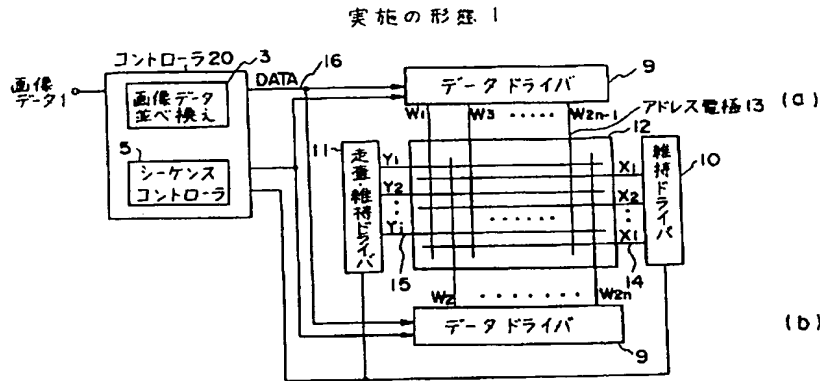 実施の形態 1
コントローラ20
3
DATA
16
画像
データ1
画像データ
並べ換え
5
シーケンス
コントローラ
データドライバ
9
(a)
W1
W3
.....
W2n-1
アドレス電極13
12
11
走査・維持ドライバ
Y1
Y2
:
Yi
15
......
X1
X2
:
Xi
14
維持ドライバ
10
W2
.......
W2n
データドライバ
9
(b)